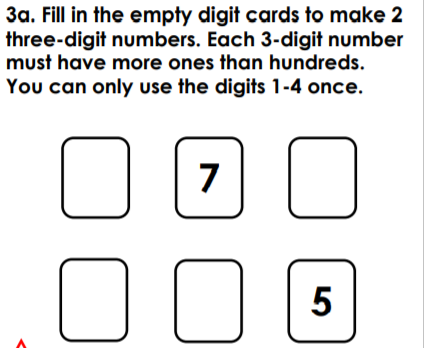 3a. Fill in the empty digit cards to make 2
three-digit numbers. Each 3-digit number
must have more ones than hundreds.
You can only use the digits 1-4 once.
7
5